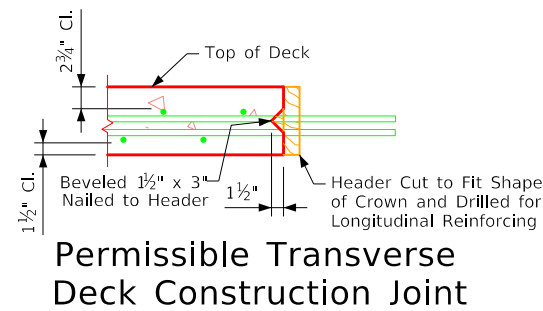 2¾" Cl.
Top of Deck
1½" Cl.
Beveled 1½" x 3"
Nailed to Header
1½"
Header Cut to Fit Shape
of Crown and Drilled for
Longitudinal Reinforcing
Permissible Transverse
Deck Construction Joint